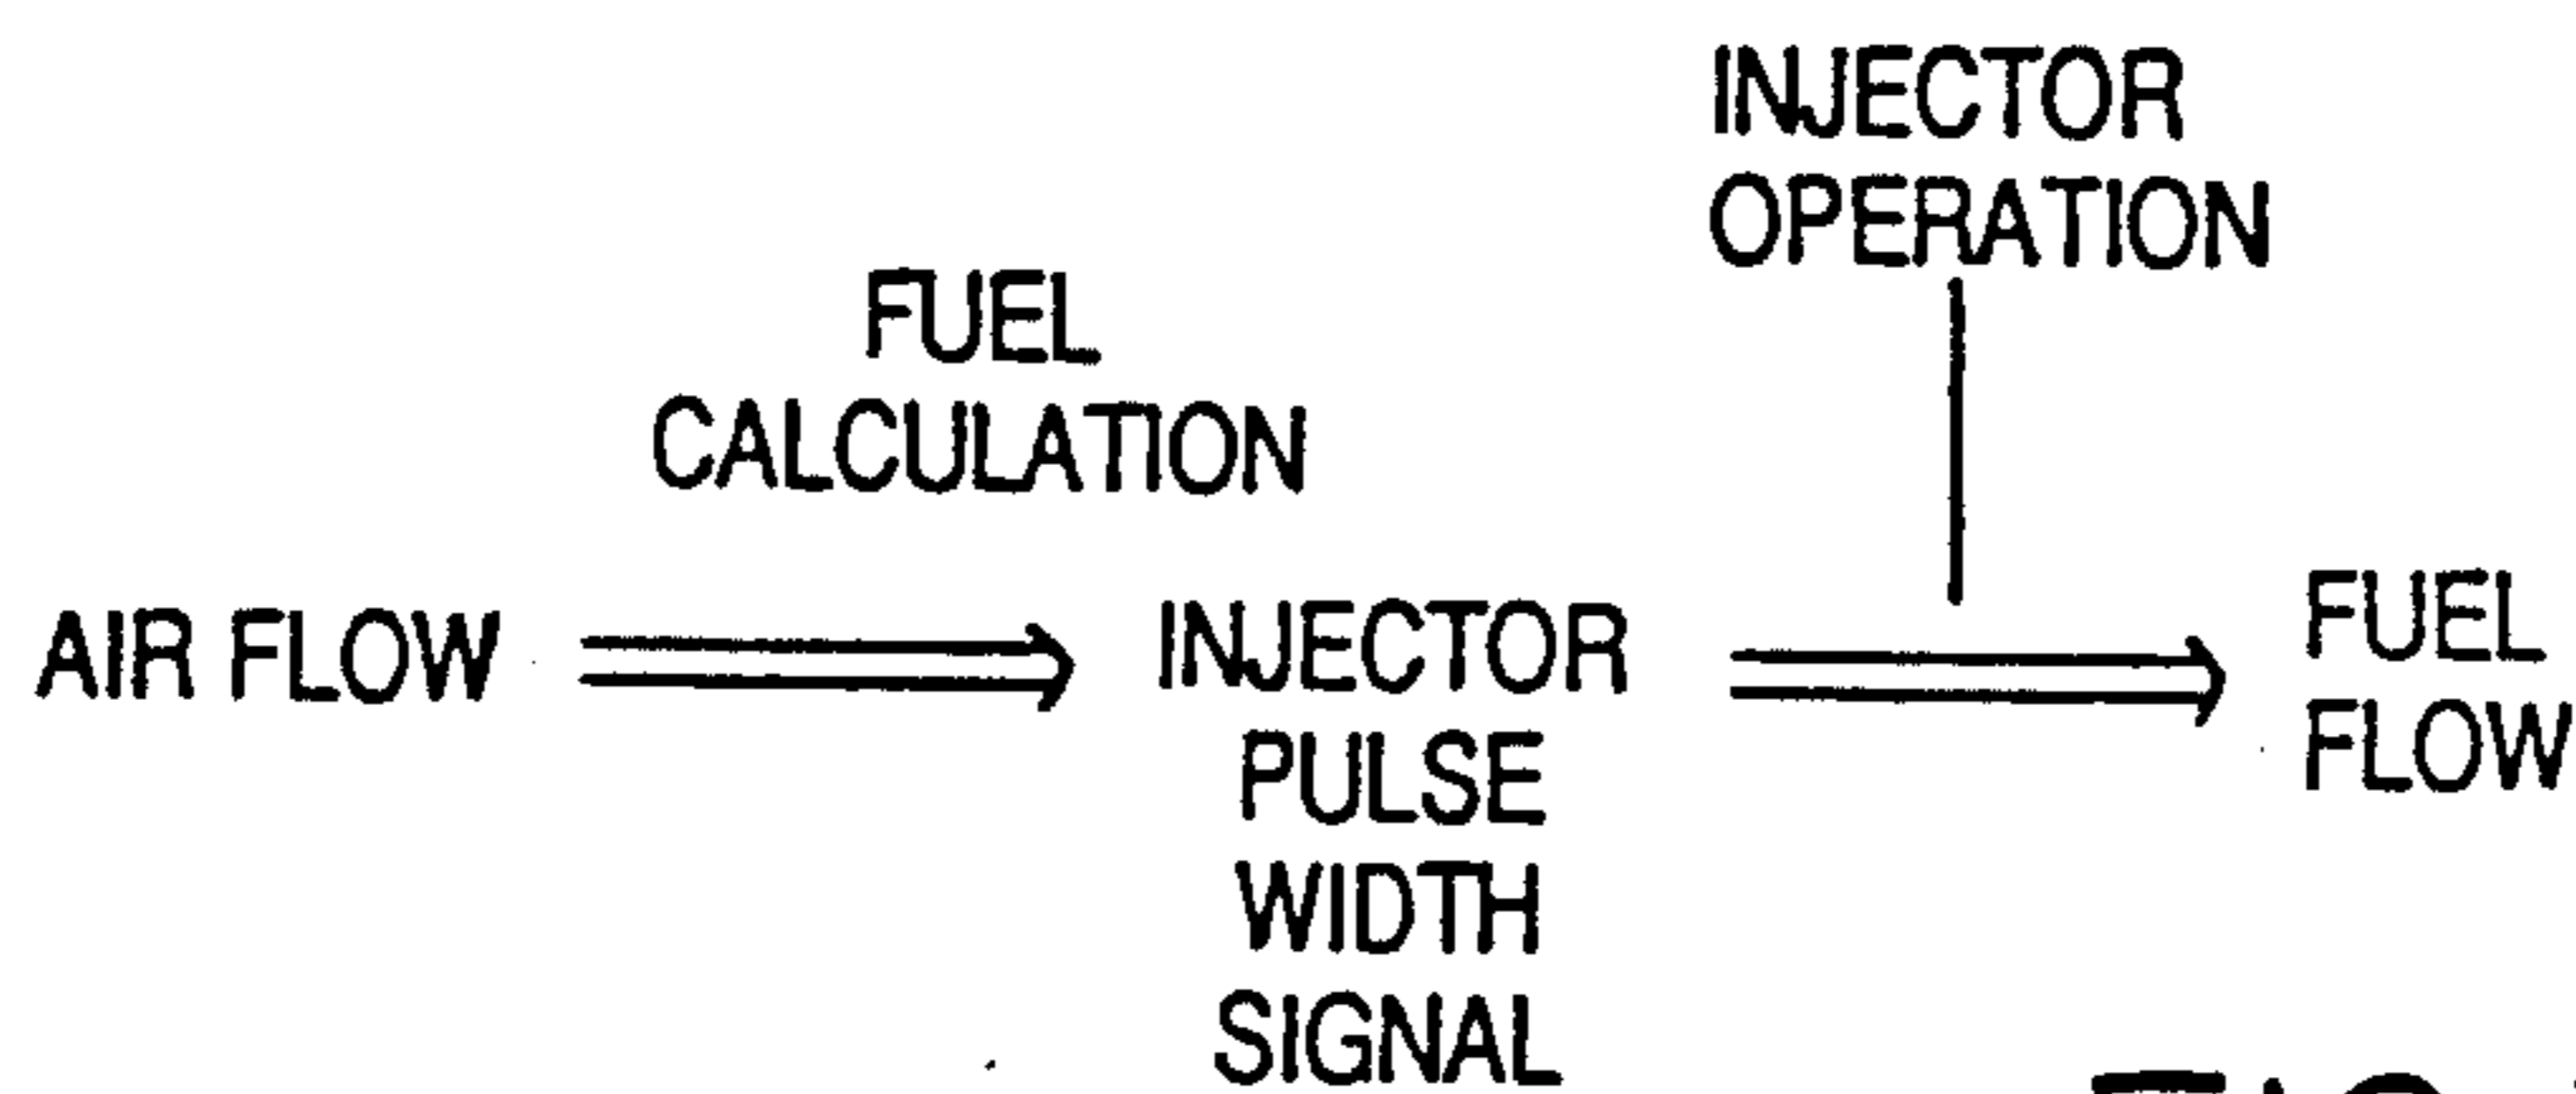 INJECTOR
OPERATION
FUEL
CALCULATION
AIR FLOW
INJECTOR
PULSE
WIDTH
SIGNAL
FUEL
FLOW